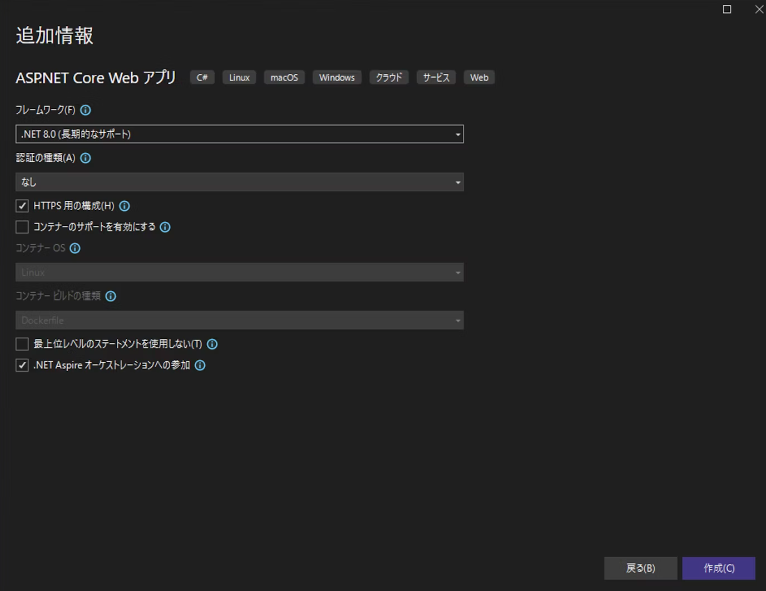 追加情報
ASP.NET Core Web アプリ C# Linux macOS Windows クラウド サービス Web
フレームワーク(F)
.NET 8.0 (長期的なサポート)
認証の種類(A)
なし
HTTPS 用の構成(H)
コンテナーのサポートを有効にする
コンテナー OS
Linux
コンテナー ビルドの種類
Dockerfile
最上位レベルのステートメントを使用しない(T)
.NET Aspire オーケストレーションへの参加
戻る(B) 作成(C)